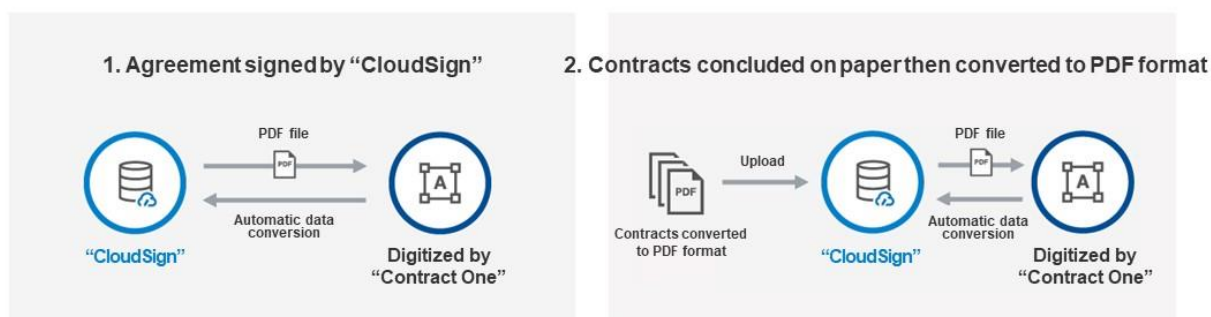 1. Agreement signed by “CloudSign”
PDF file
PDF
Automatic data
conversion
“CloudSign”
A
Digitized by
“Contract One”
2. Contracts concluded on paper then converted to PDF format
PDF
Contracts converted
to PDF format
Upload
“CloudSign”
PDF file
PDF
Automatic data
conversion
A
Digitized by
“Contract One”